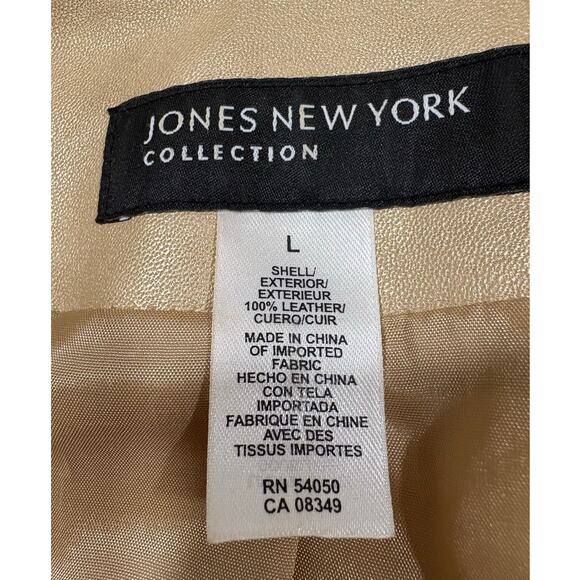 JONES NEW YORK
COLLECTION
L
SHELL/
EXTERIOR/
EXTERIEUR
100% LEATHER/
CUERO/CUIR
MADE IN CHINA
OF IMPORTED
FABRIC
HECHO EN CHINA
CON TELA
IMPORTADA
FABRIQUE EN CHINE
AVEC DES
TISSUS IMPORTES
RN 54050
CA 08349